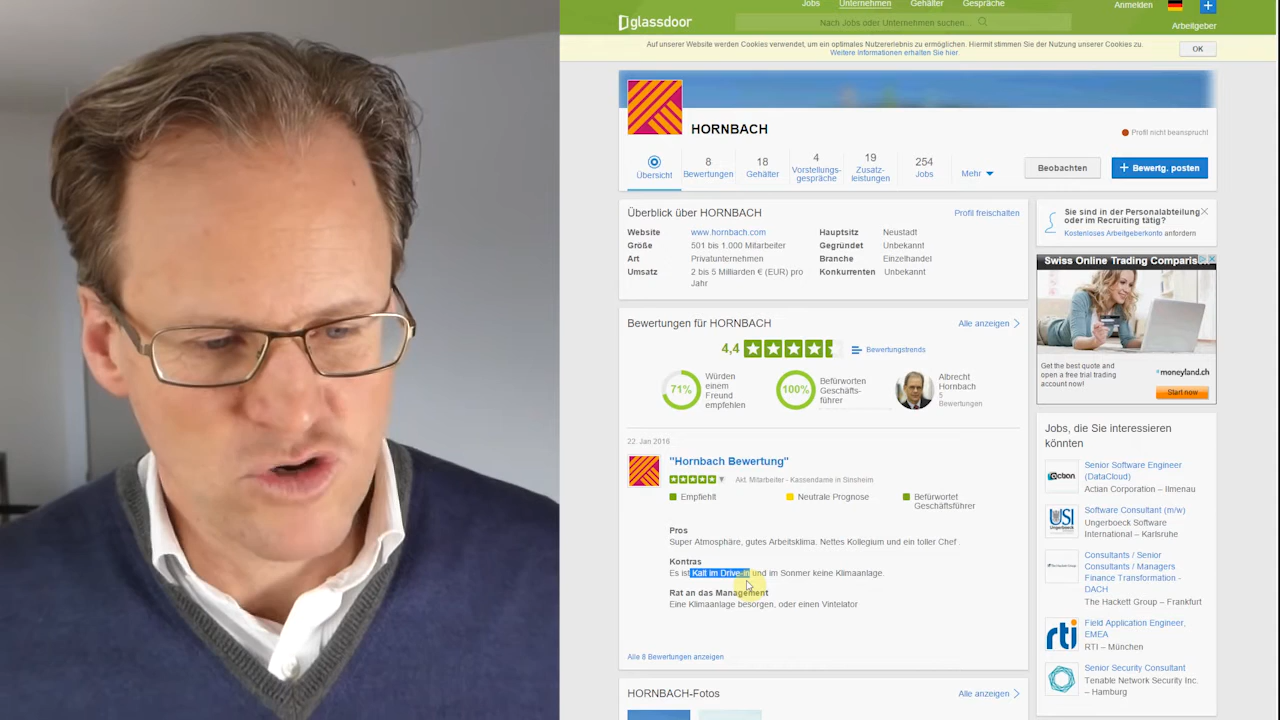 Jobs
Unternehmen
Gehälter
Gespräche
Anmelden
glassdoor
Nach Jobs oder Unternehmen suchen...
Arbeitgeber
Auf unserer Website werden Cookies verwendet, um ein optimales Nutzererlebnis zu ermöglichen. Hiermit stimmen Sie der Nutzung unserer Cookies zu.
Weitere Informationen erhalten Sie hier.
OK
HORNBACH
Profil nicht beansprucht
Übersicht
8
Bewertungen
18
Gehälter
4
Vorstellungs-
gespräche
19
Zusatz-
leistungen
254
Jobs
Mehr
Beobachten
+ Bewertg. posten
Überblick über HORNBACH
Profil freischalten
Website www.hornbach.com
Größe 501 bis 1.000 Mitarbeiter
Art Privatunternehmen
Umsatz 2 bis 5 Milliarden € (EUR) pro
Jahr
Hauptsitz Neustadt
Gegründet Unbekannt
Branche Einzelhandel
Konkurrenten Unbekannt
Sie sind in der Personalabteilung
oder im Recruiting tätig?
Kostenloses Arbeitgeberkonto anfordern
Swiss Online Trading Comparis
Get the best quote and
open a free trial trading
account now!
moneyland.ch
Start now
Bewertungen für HORNBACH
Alle anzeigen
4,4
Bewertungstrends
71%
Würden
einem
Freund
empfehlen
100%
Befürworten
Geschäfts-
führer
Albrecht
Hornbach
5
Bewertungen
22. Jan 2016
"Hornbach Bewertung"
Akt. Mitarbeiter - Kassendame in Sinsheim
Empfiehlt
Neutrale Prognose
Befürwortet
Geschäftsführer
Pros
Super Atmosphäre, gutes Arbeitsklima. Nettes Kollegium und ein toller Chef .
Kontras
Es ist Kalt im Drive-in und im Sonmer keine Klimaanlage.
Rat an das Management
Eine Klimaanlage besorgen, oder einen Vintelator
Alle 8 Bewertungen anzeigen
HORNBACH-Fotos
Alle anzeigen
Jobs, die Sie interessieren
könnten
action
Senior Software Engineer
(DataCloud)
Actian Corporation – Ilmenau
USI
Software Consultant (m/w)
Ungerboeck Software
International – Karlsruhe
Consultants / Senior
Consultants / Managers
Finance Transformation -
DACH
The Hackett Group – Frankfurt
rti
Field Application Engineer,
EMEA
RTI – München
Senior Security Consultant
Tenable Network Security Inc.
– Hamburg